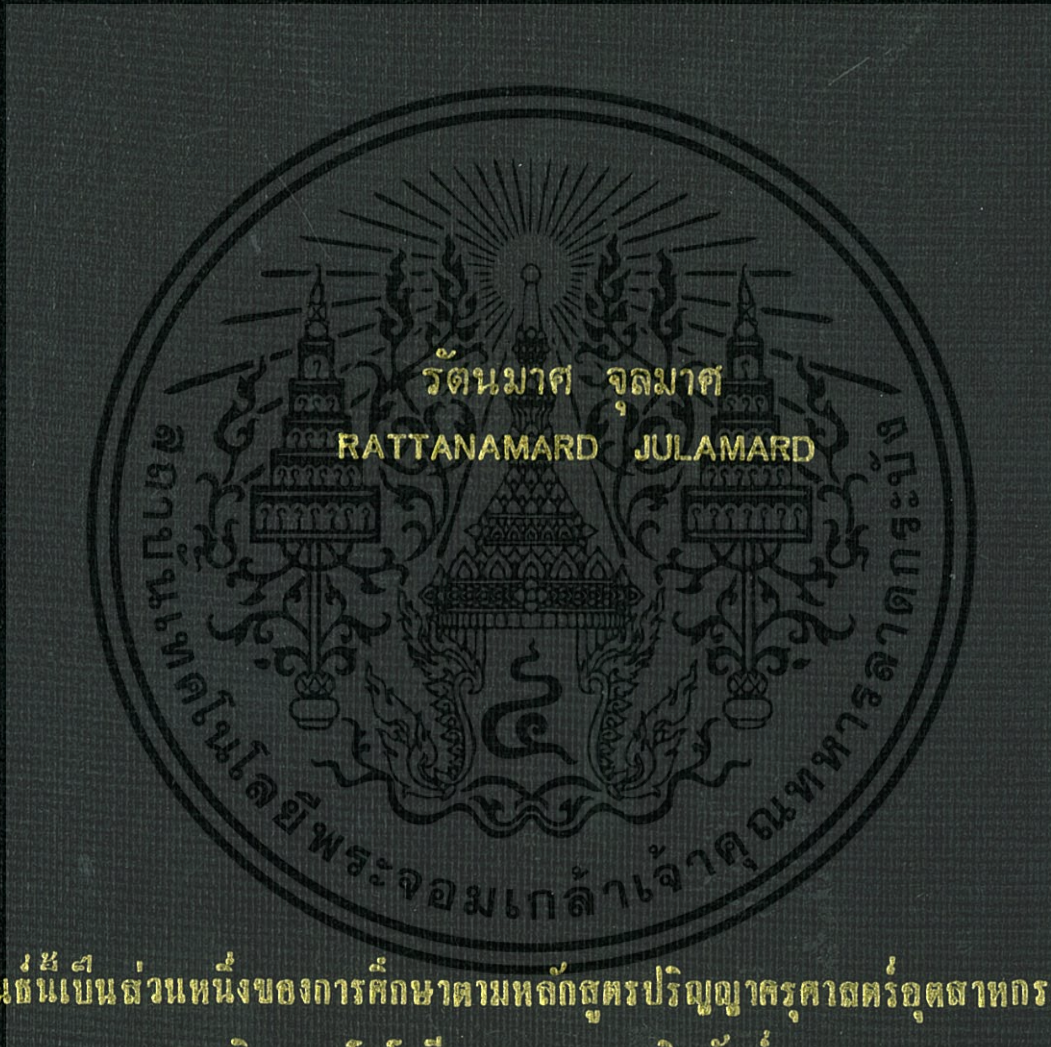 รัตนมาศ จุลมาศ
RATTANAMARD JULAMARD
สถาบันเทคโนโลยีพระจอมเกล้าเจ้าคุณทหารลาดกระบัง
นี้เป็นส่วนหนึ่งของการศึกษาตามหลักสูตรปริญญาครุศาสตร์อุตสาหกร